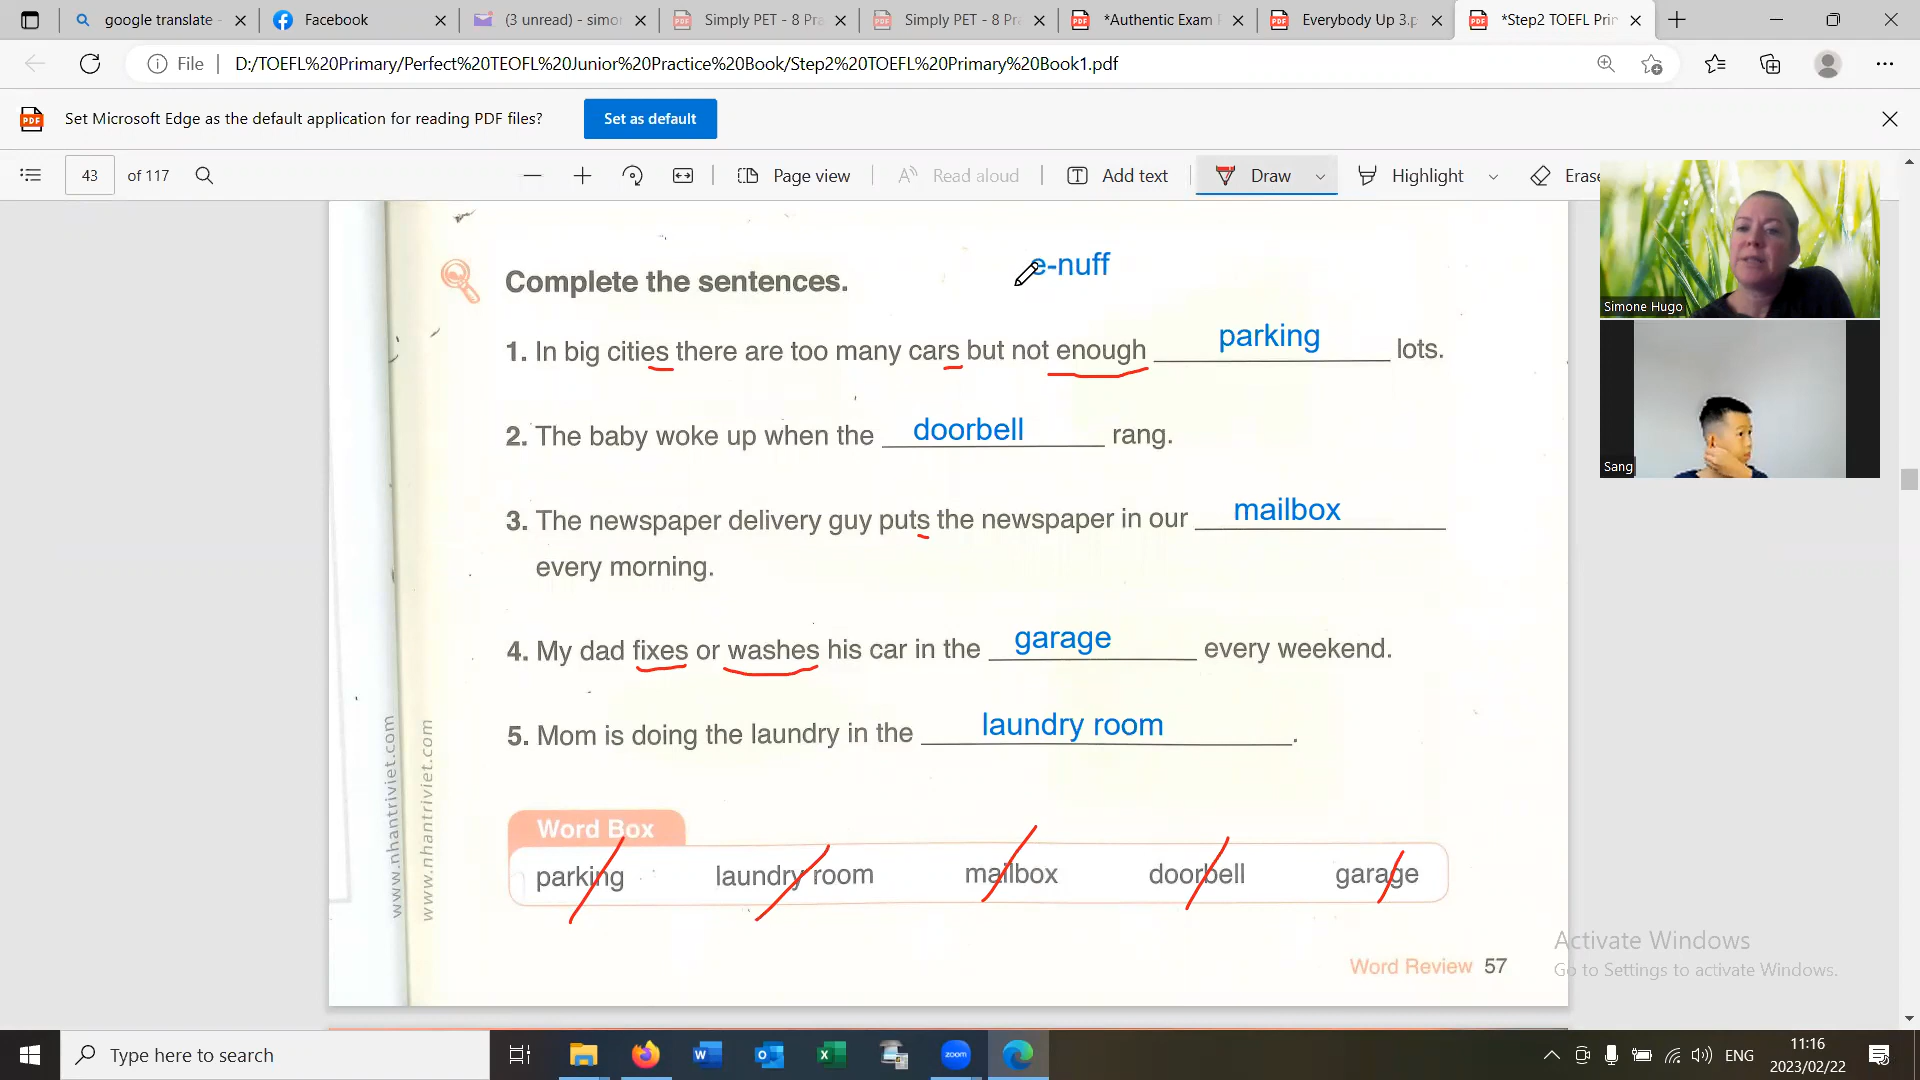 google translate -
Facebook
(3 unread) - simor
Simply PET - 8 Pra
Simply PET - 8 Pra
*Authentic Exam P
Everybody Up 3.p
*Step2 TOEFL Prim
File
D:/TOEFL%20Primary/Perfect%20TEOFL%20Junior%20Practice%20Book/Step2%20TOEFL%20Primary%20Book1.pdf
Set Microsoft Edge as the default application for reading PDF files?
Set as default
43 of 117
Page view
Read aloud
Add text
Draw
Highlight
Erase
e-nuff
Complete the sentences.
1. In big cities there are too many cars but not enough parking lots.
2. The baby woke up when the doorbell rang.
3. The newspaper delivery guy puts the newspaper in our mailbox
every morning.
4. My dad fixes or washes his car in the garage every weekend.
5. Mom is doing the laundry in the laundry room.
Word Box
parking laundry room mailbox doorbell garage
Word Review 57
www.nhantriviet.com
www.nhantriviet.com
Simone Hugo
Sang
Activate Windows
Go to Settings to activate Windows.
Type here to search
zoom
ENG
11:16
2023/02/22